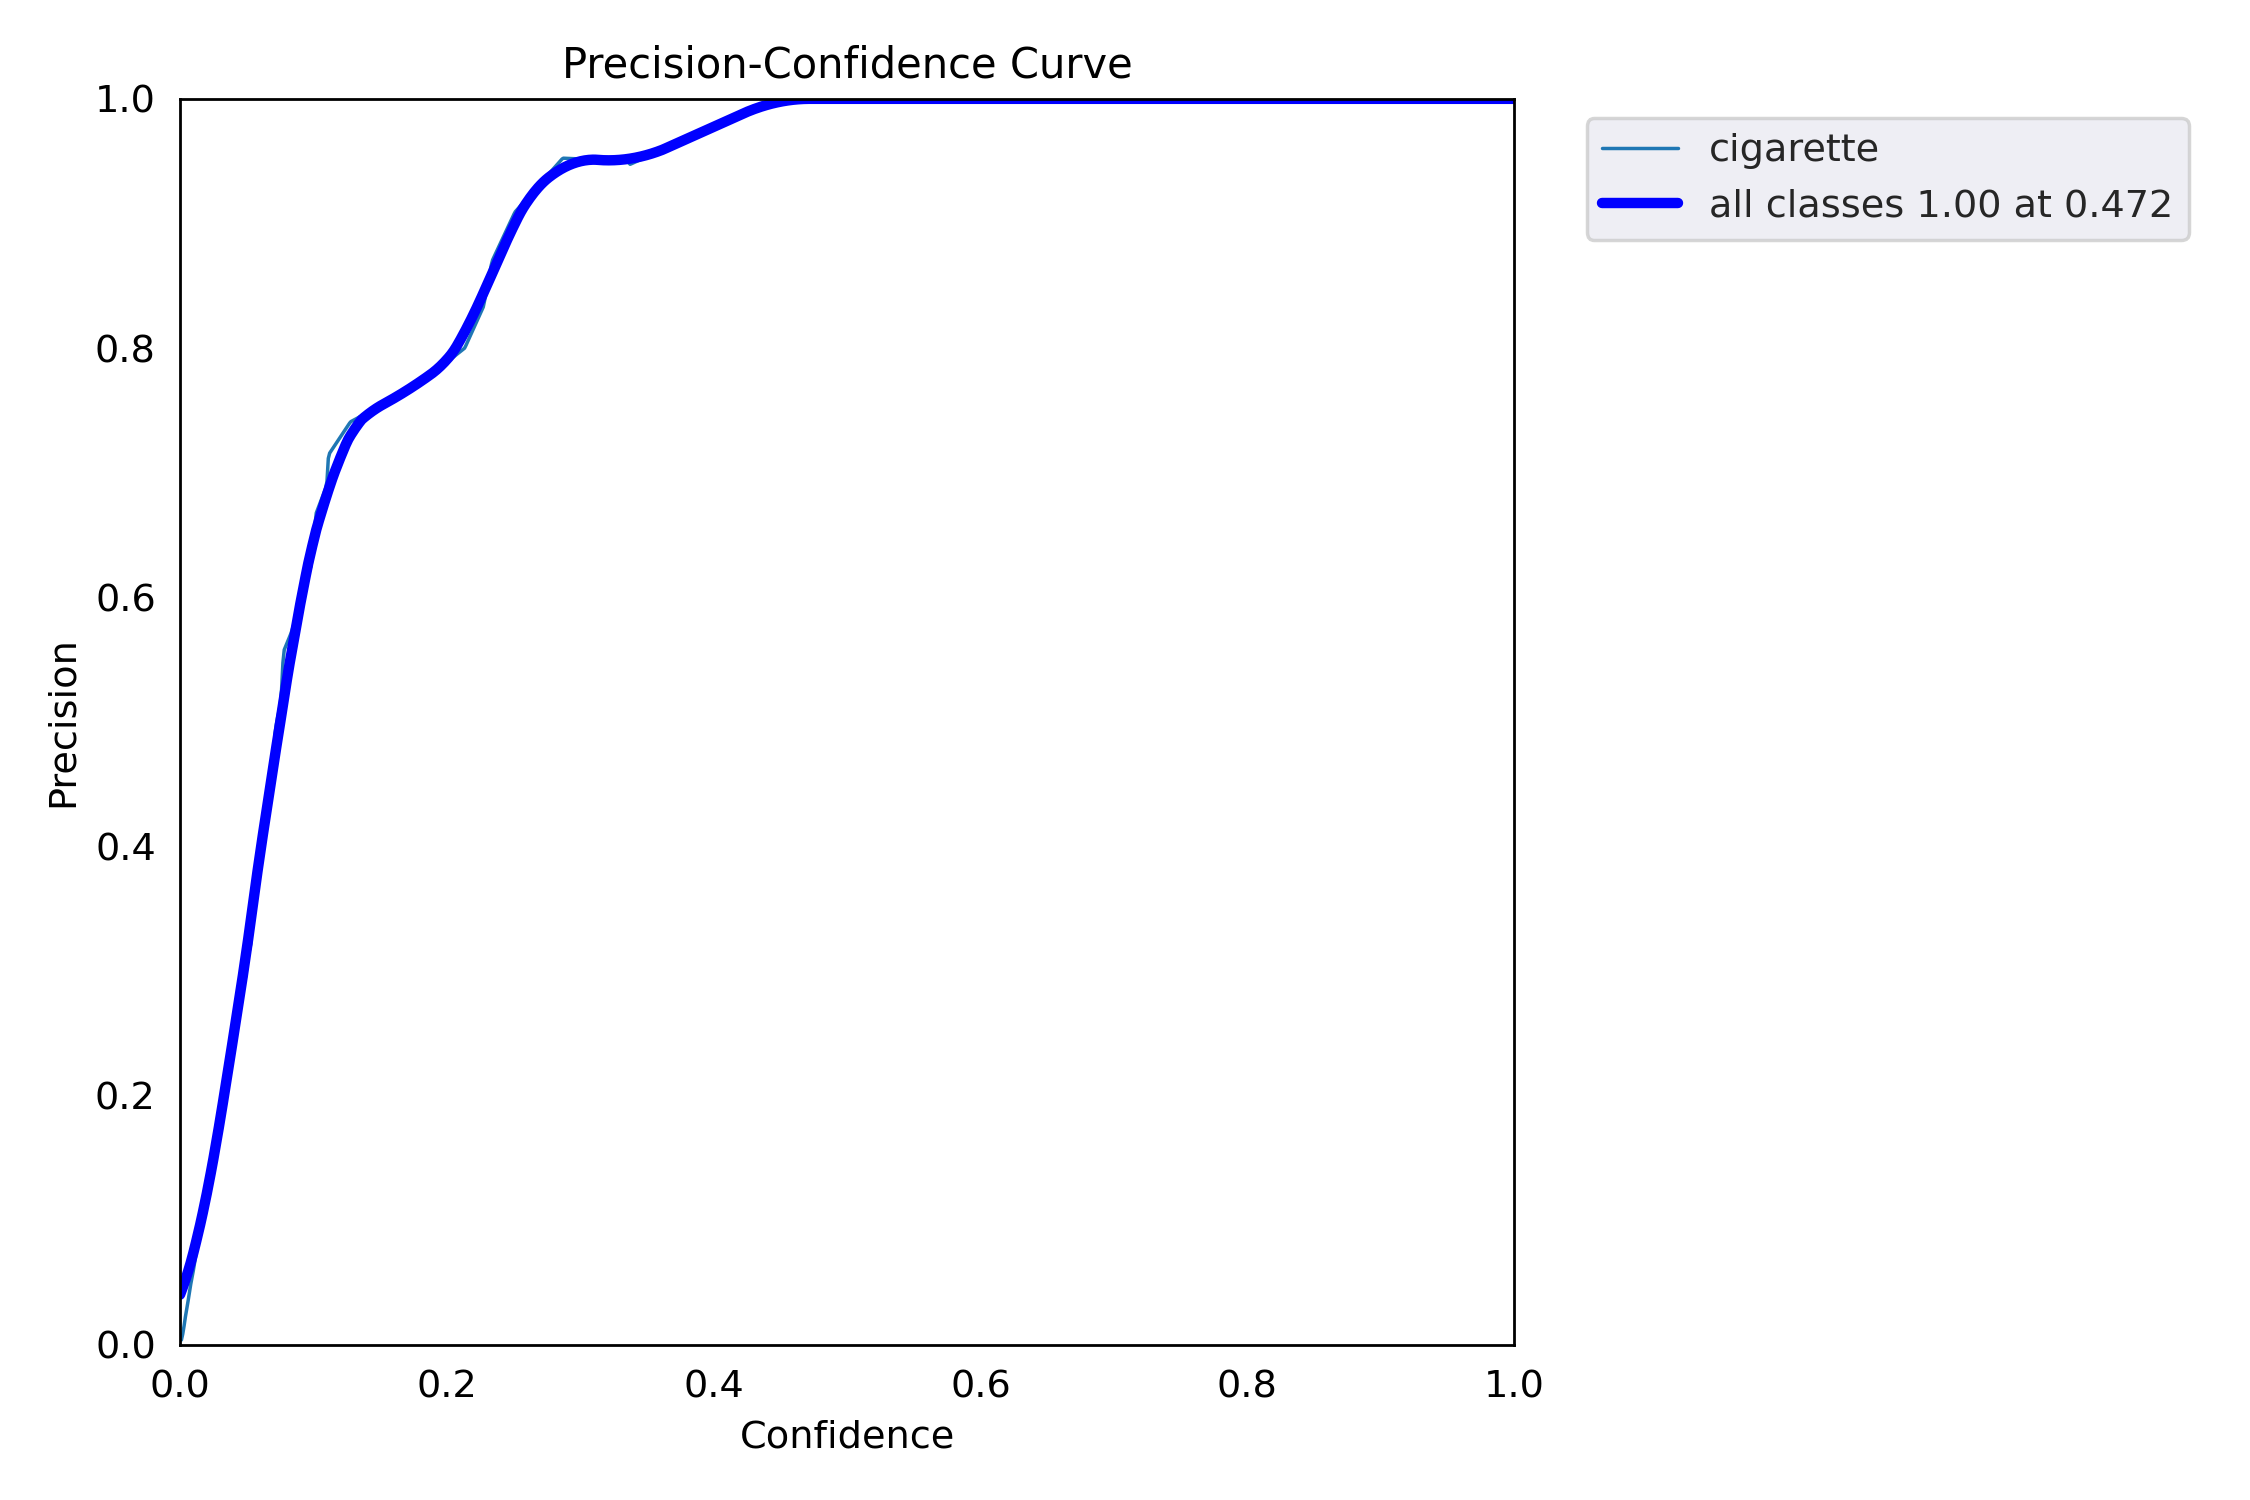 Precision-Confidence Curve
1.0
0.8
0.6
0.4
0.2
0.0
Precision
0.0 0.2 0.4 0.6 0.8 1.0
Confidence
cigarette
all classes 1.00 at 0.472